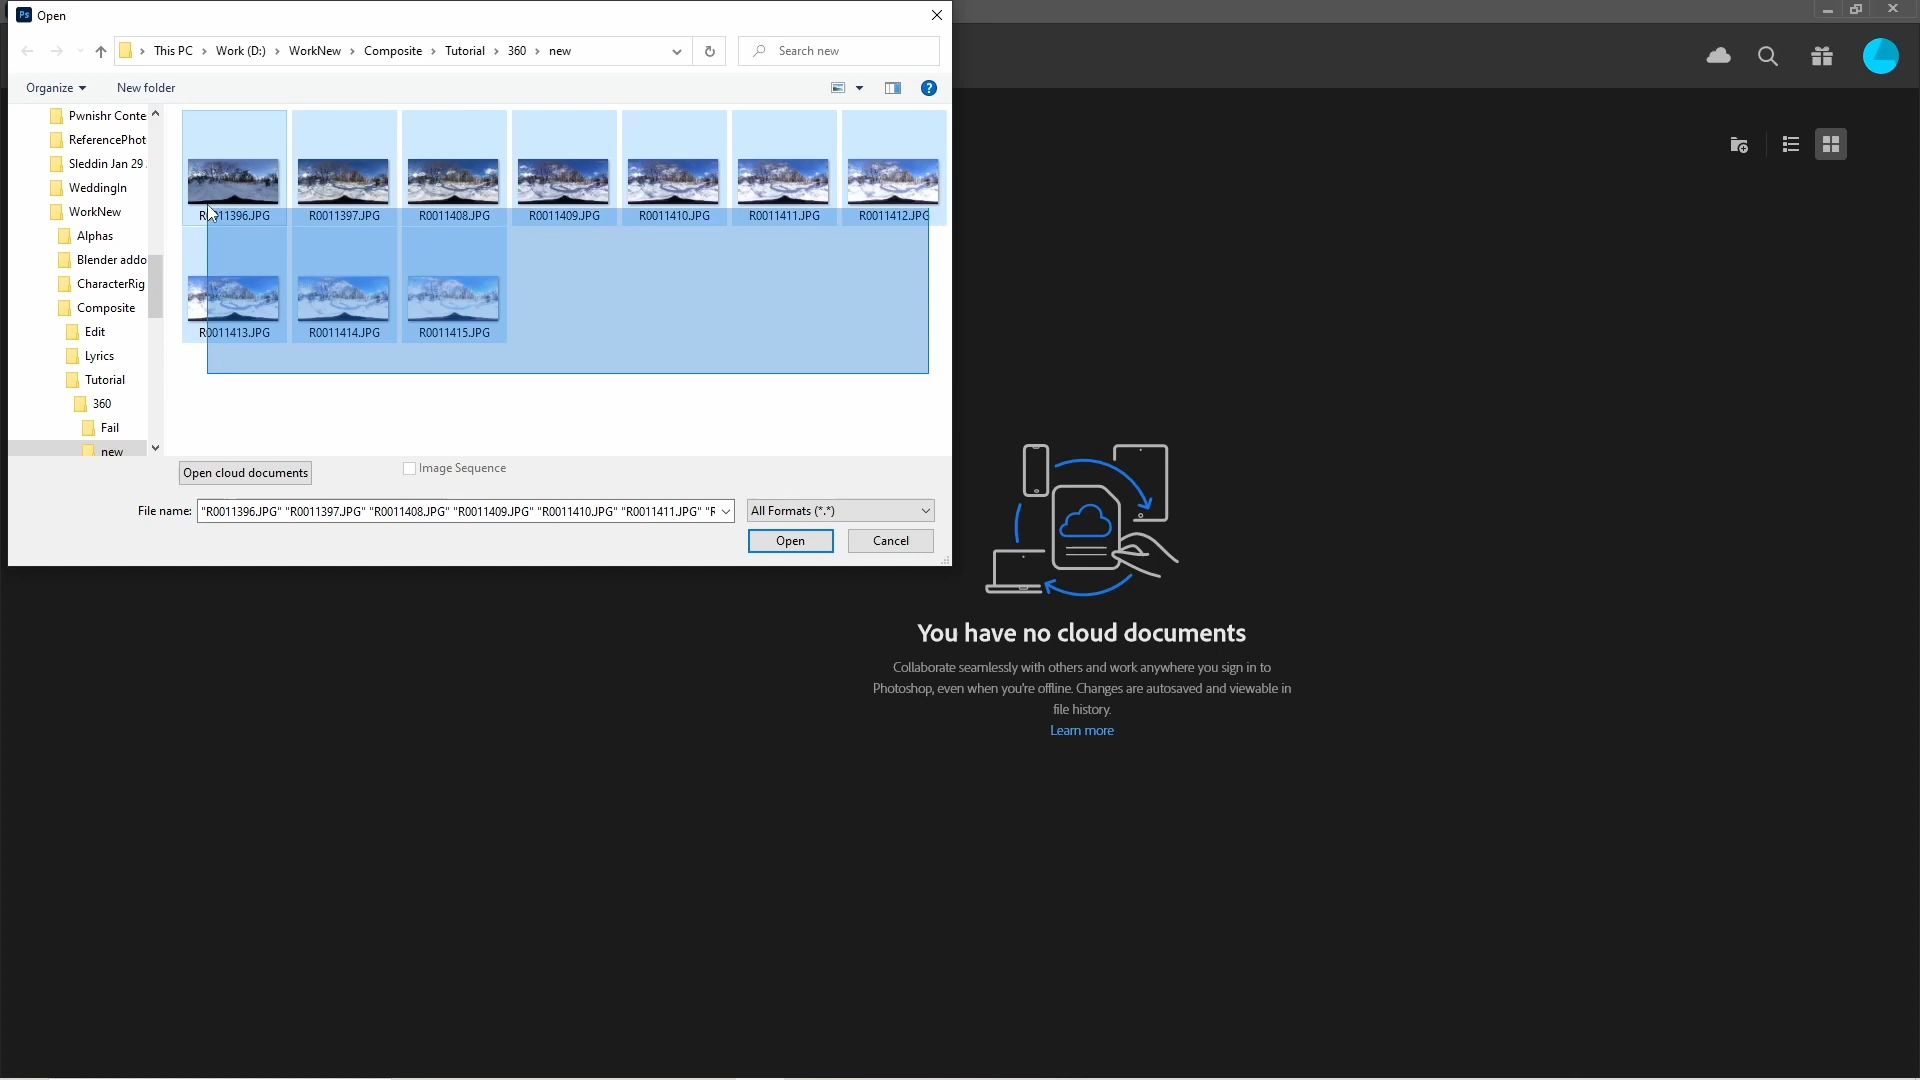 Ps Open
This PC > Work (D:) > WorkNew > Composite > Tutorial > 360 > new
Search new
Organize
New folder
?
Pwnishr Conte
ReferencePhot
Sleddin Jan 29
WeddingIn
WorkNew
Alphas
Blender addo
CharacterRig
Composite
Edit
Lyrics
Tutorial
360
Fail
new
R0011396.JPG
R0011397.JPG
R0011408.JPG
R0011409.JPG
R0011410.JPG
R0011411.JPG
R0011412.JPG
R0011413.JPG
R0011414.JPG
R0011415.JPG
Open cloud documents
Image Sequence
File name:
"R0011396.JPG" "R0011397.JPG" "R0011408.JPG" "R0011409.JPG" "R0011410.JPG" "R0011411.JPG" "R
All Formats (*.*)
Open
Cancel
You have no cloud documents
Collaborate seamlessly with others and work anywhere you sign in to
Photoshop, even when you're offline. Changes are autosaved and viewable in
file history.
Learn more